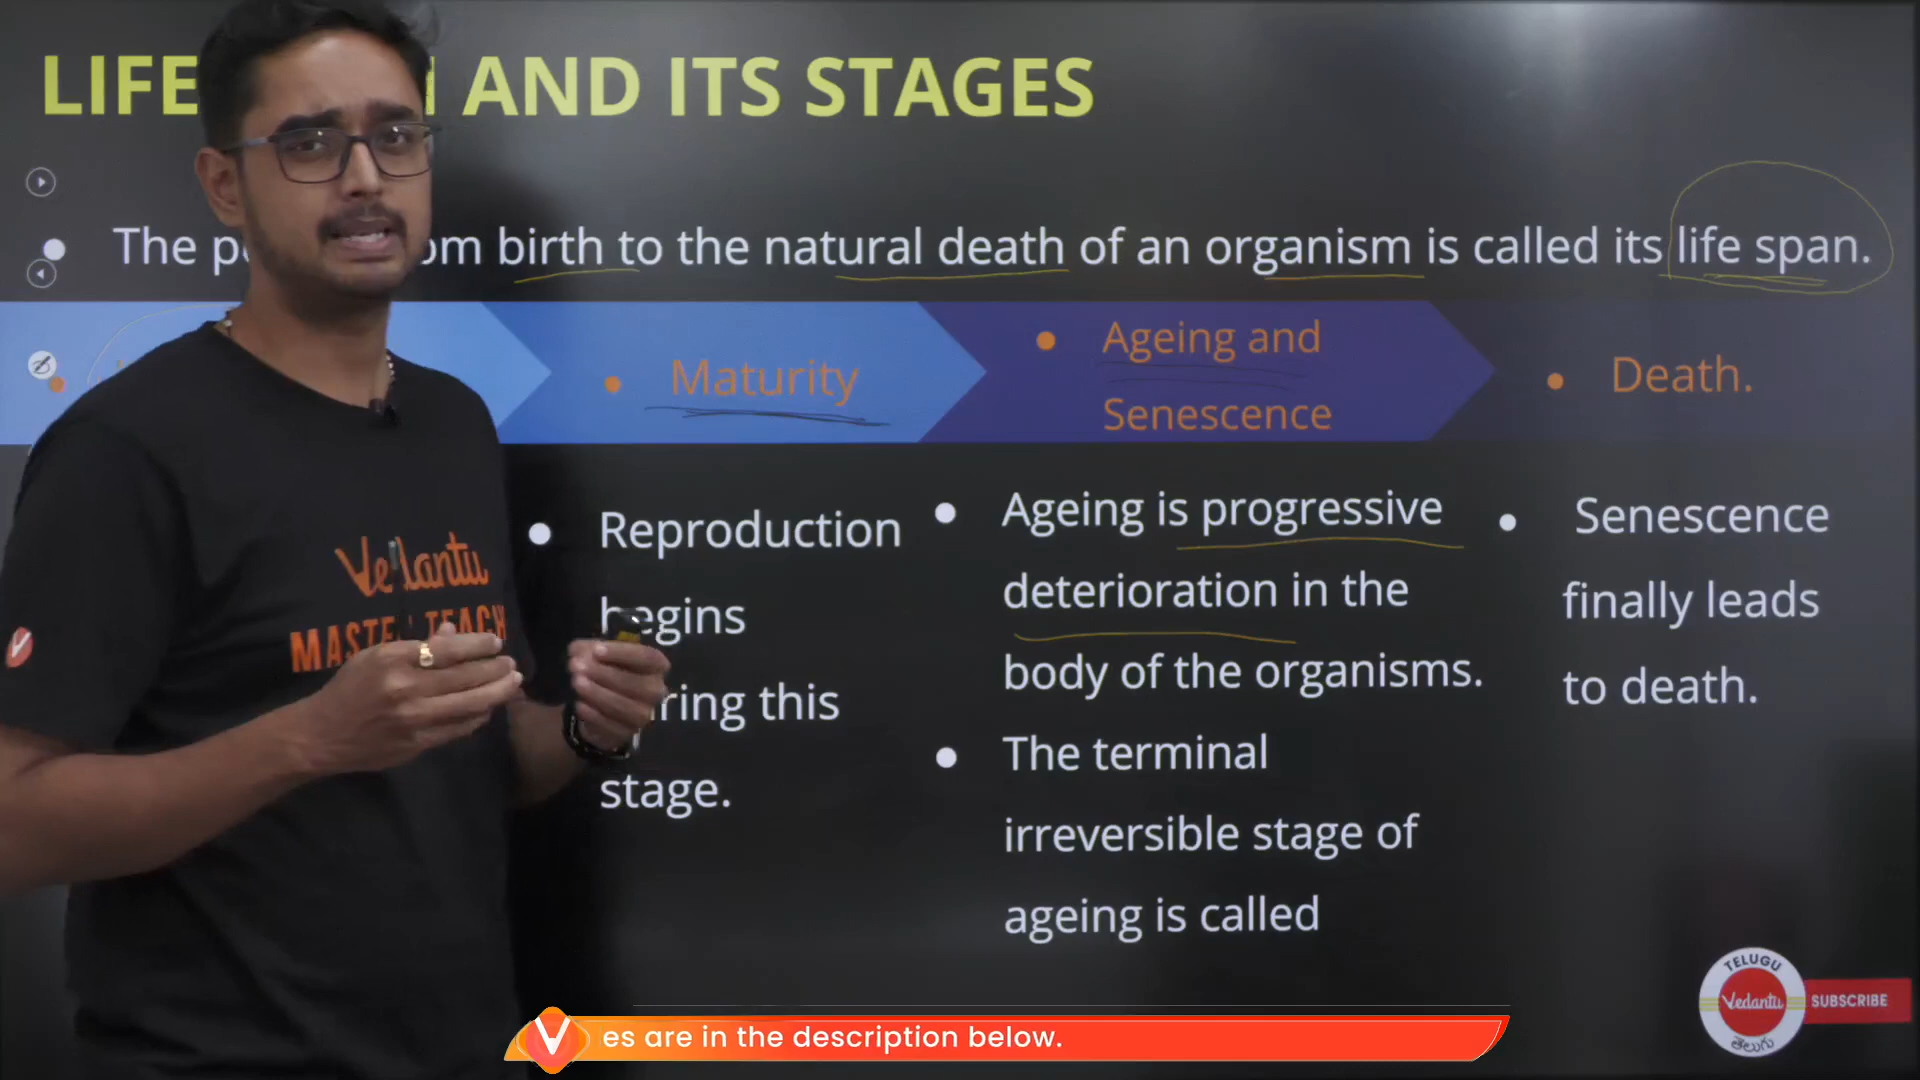 LIFE AND ITS STAGES
The birth to the natural death of an organism is called its life span.
Maturity
Ageing and
Senescence
Death.
Reproduction
begins
this
stage.
Ageing is progressive
deterioration in the
body of the organisms.
The terminal
irreversible stage of
ageing is called
Senescence
finally leads
to death.
Vedantu
MASTER TEACH
es are in the description below.
TELUGU
Vedantu
తెలుగు
SUBSCRIBE